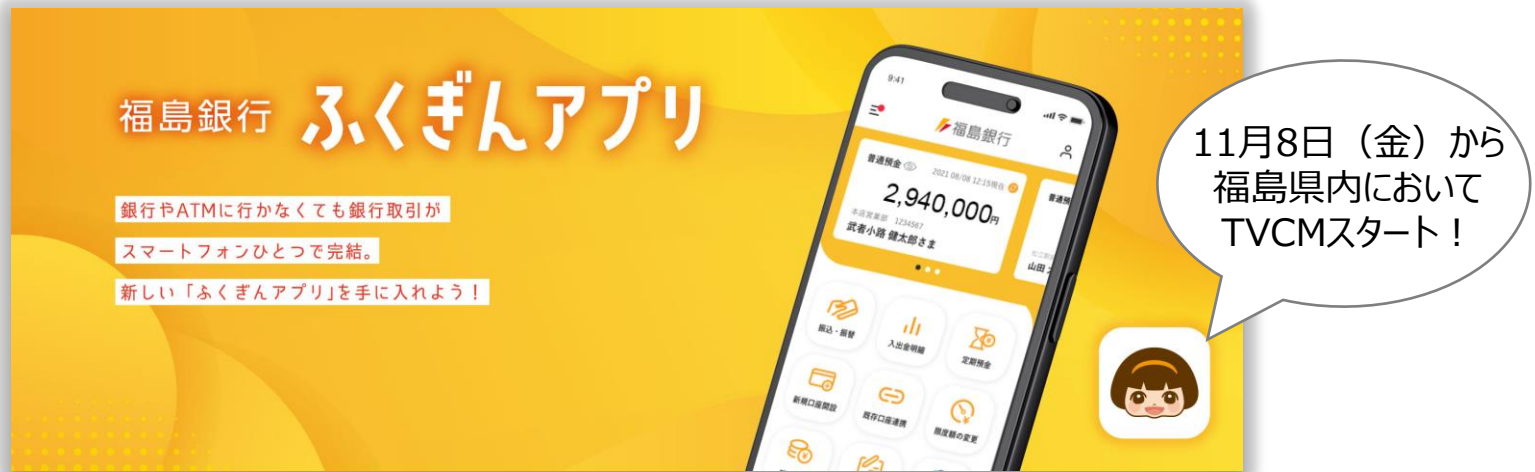 福島銀行 ふくぎんアプリ
銀行やATMに行かなくても銀行取引が
スマートフォンひとつで完結。
新しい「ふくぎんアプリ」を手に入れよう！
9:41
福島銀行
普通預金
2021.08/08 12:15現在
2,940,000円
本店営業部 1234567
武者小路 健太郎さま
普通預
山田
振込・振替
入出金明細
定期預金
新規口座開設
既存口座連携
限度額の変更
11月8日（金）から
福島県内において
TVCMスタート！